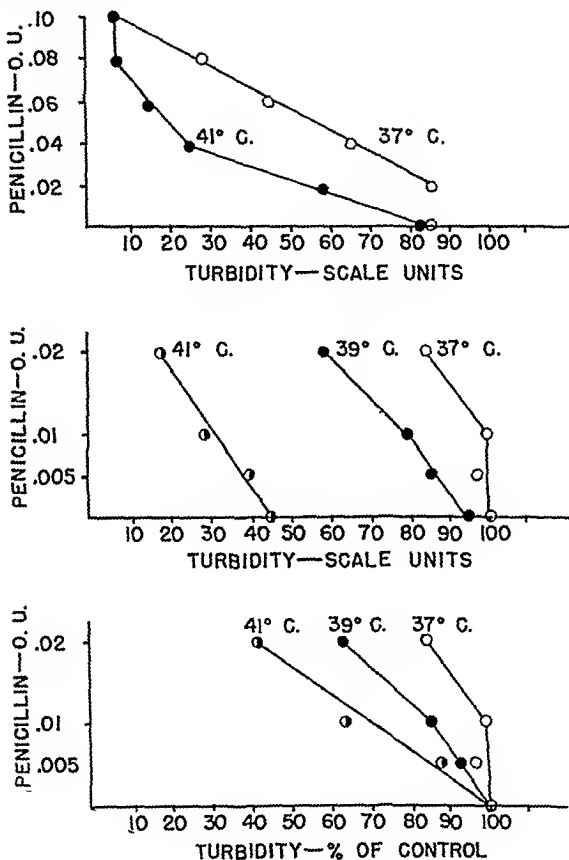 PENICILLIN—O. U.
.10
.08
.06
.04
.02
41° C.
37° C.
10 20 30 40 50 60 70 80 90 100
TURBIDITY—SCALE UNITS
PENICILLIN—O. U.
.02
.01
.005
41° C.
39° C.
37° C.
10 20 30 40 50 60 70 80 90 100
TURBIDITY—SCALE UNITS
PENICILLIN—O. U.
.02
.01
.005
41° C.
39° C.
37° C.
10 20 30 40 50 60 70 80 90 100
TURBIDITY—% OF CONTROL